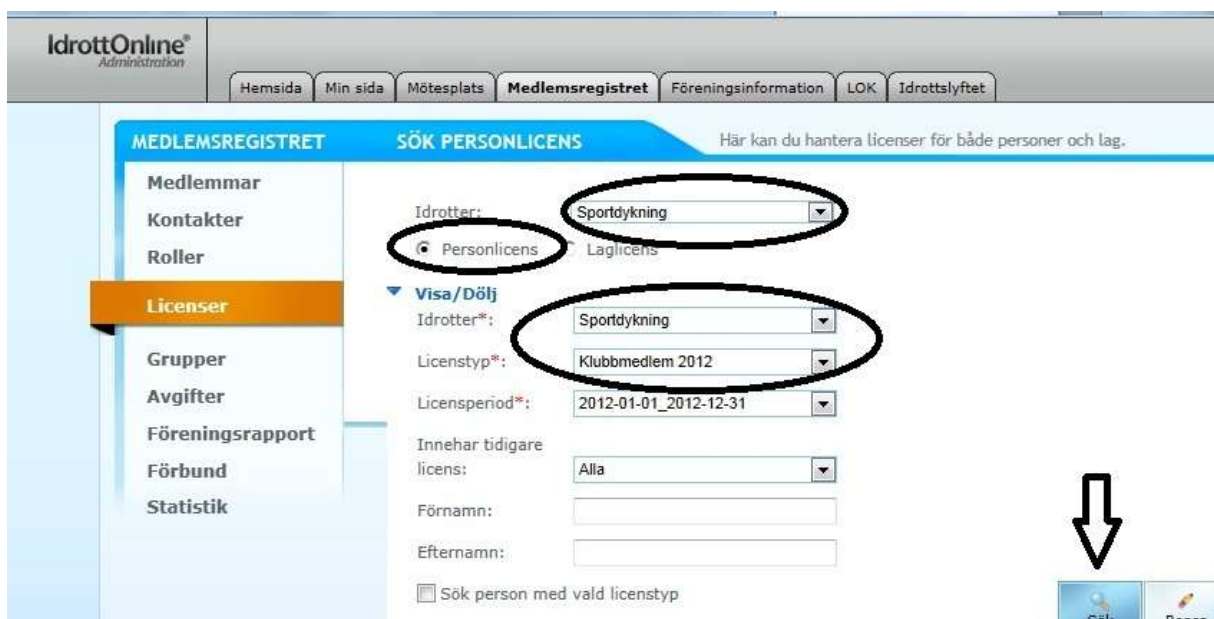 IdrottOnline®
Administration
Hemsida Min sida Mötesplats Medlemsregistret Föreningsinformation LOK Idrottslyftet
MEDLEMSREGISTRET SÖK PERSONLICENS Här kan du hantera licenser för både personer och lag.
Medlemmar
Kontakter
Roller
Licenser
Grupper
Avgifter
Föreningsrapport
Förbund
Statistik
Idrotter: Sportdykning
Personlicens Laglicens
Visa/Dölj
Idrotter*: Sportdykning
Licenstyp*: Klubbmedlem 2012
Licensperiod*: 2012-01-01_2012-12-31
Innehar tidigare
licens: Alla
Förnamn:
Efternamn:
Sök person med vald licenstyp